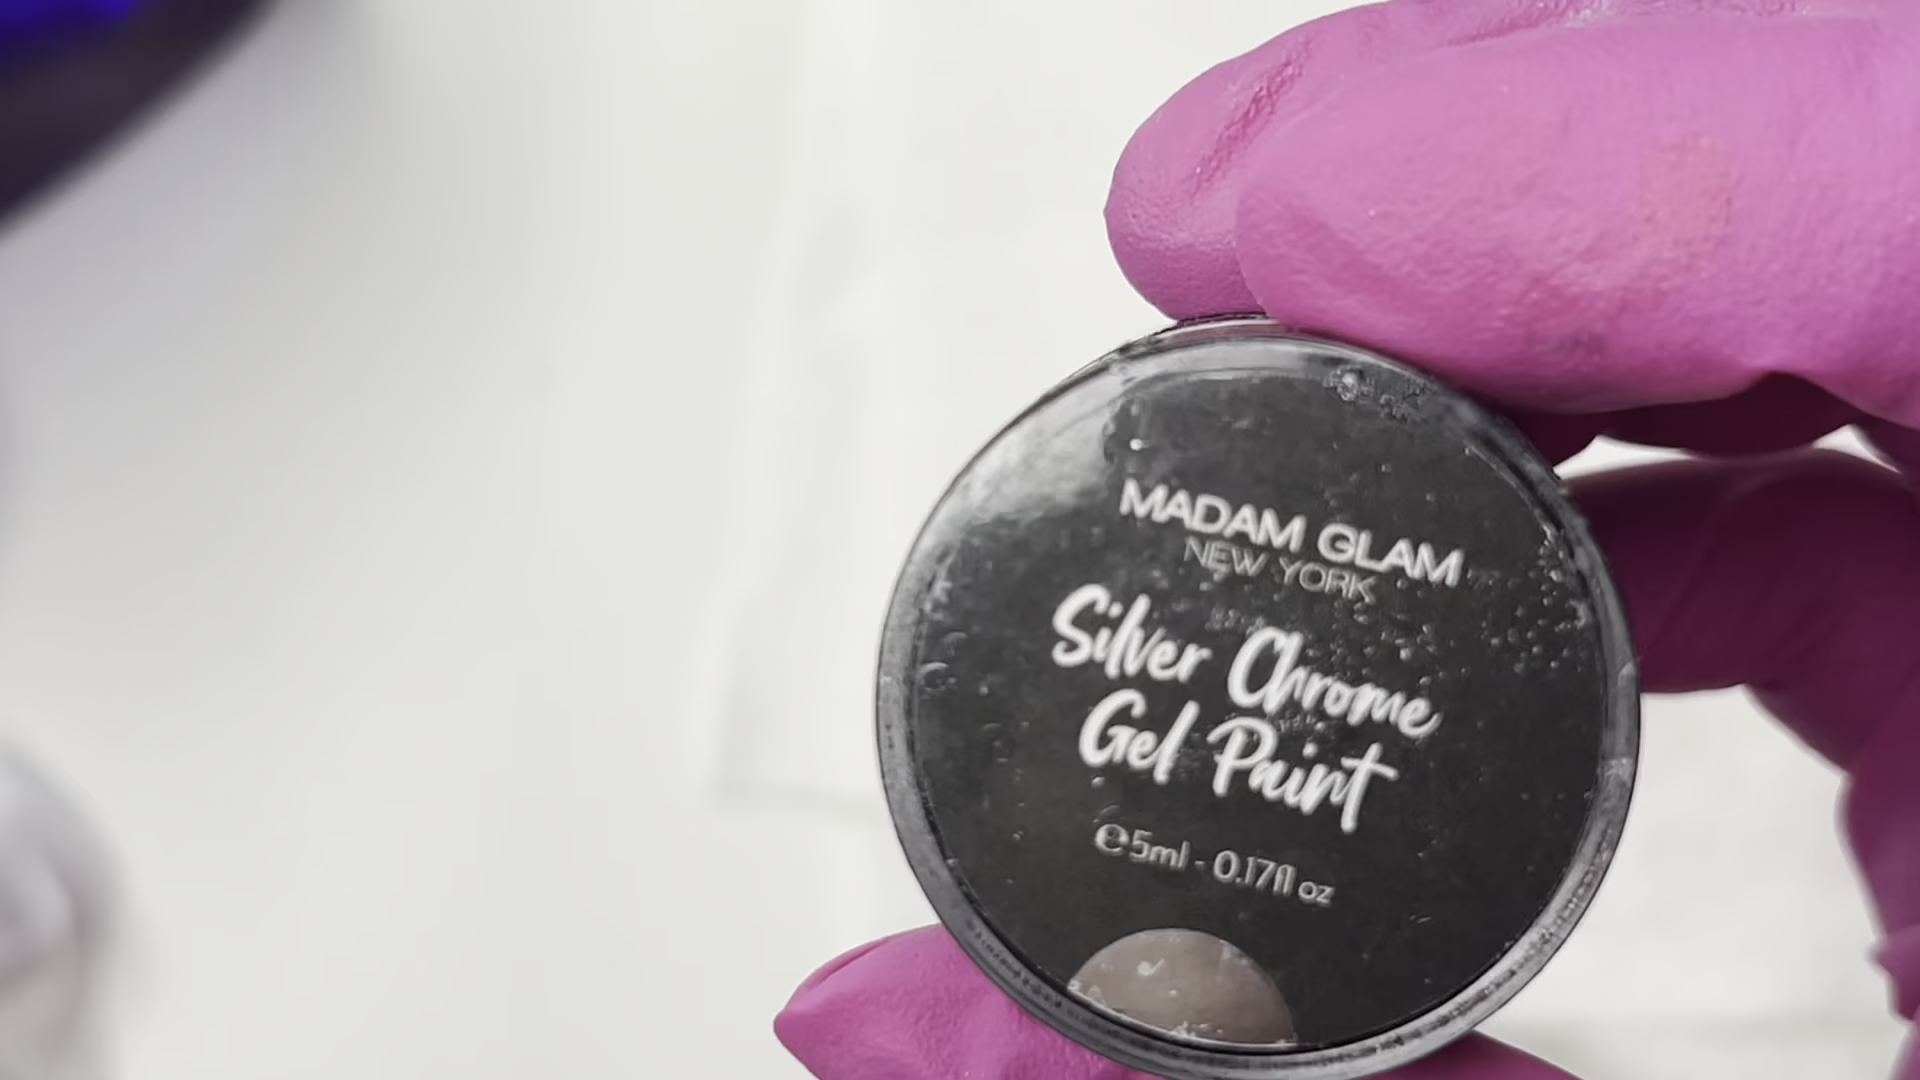 MADAM GLAM
NEW YORK
Silver Chrome
Gel Paint
℮5ml - 0.17fl oz